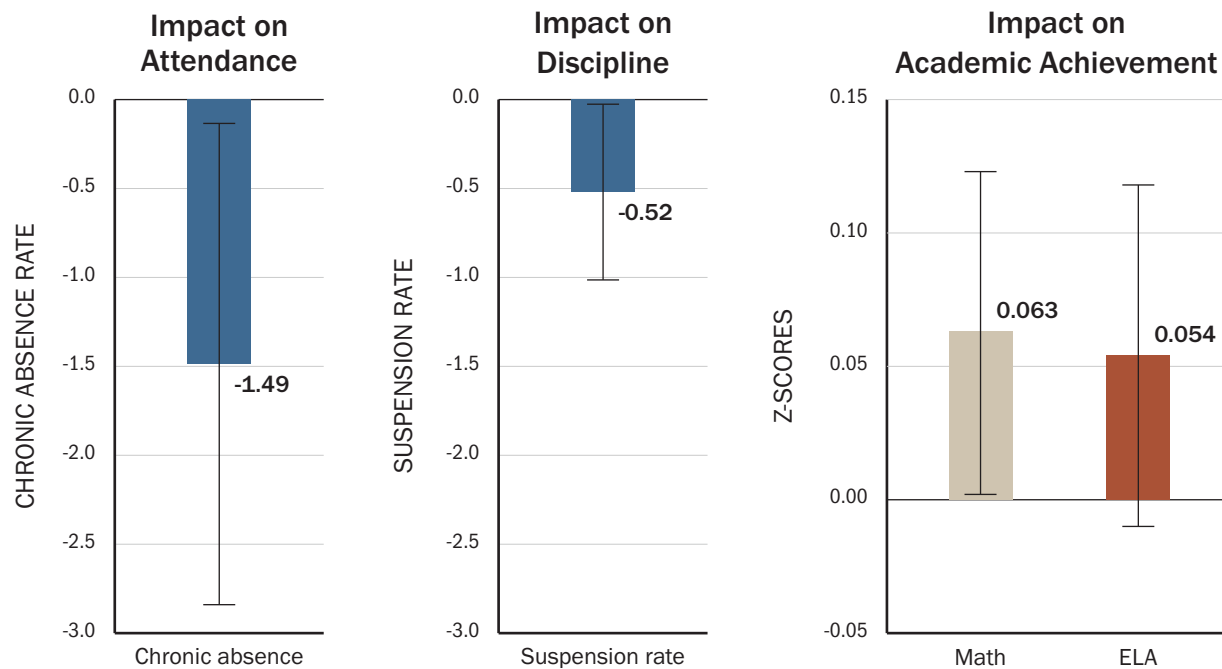 Impact on
Attendance
0.0
-0.5
-1.0
-1.5
-2.0
-2.5
-3.0
CHRONIC ABSENCE RATE
-1.49
Chronic absence
Impact on
Discipline
0.0
-0.5
-1.0
-1.5
-2.0
-2.5
-3.0
SUSPENSION RATE
-0.52
Suspension rate
Impact on
Academic Achievement
0.15
0.10
0.05
0.00
-0.05
Z-SCORES
0.063
0.054
Math
ELA